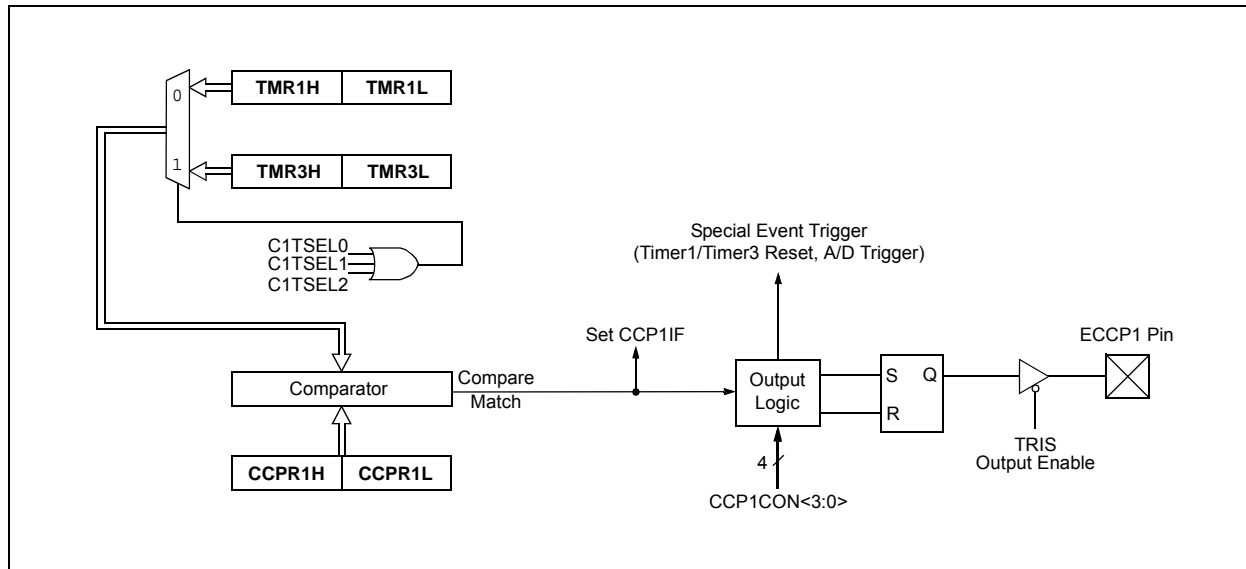 0
TMR1H TMR1L
1
TMR3H TMR3L
C1TSEL0
C1TSEL1
C1TSEL2
Special Event Trigger
(Timer1/Timer3 Reset, A/D Trigger)
Set CCP1IF
ECCP1 Pin
Comparator
Compare
Match
Output
Logic
S Q
R
TRIS
Output Enable
CCPR1H CCPR1L
4
CCP1CON<3:0>